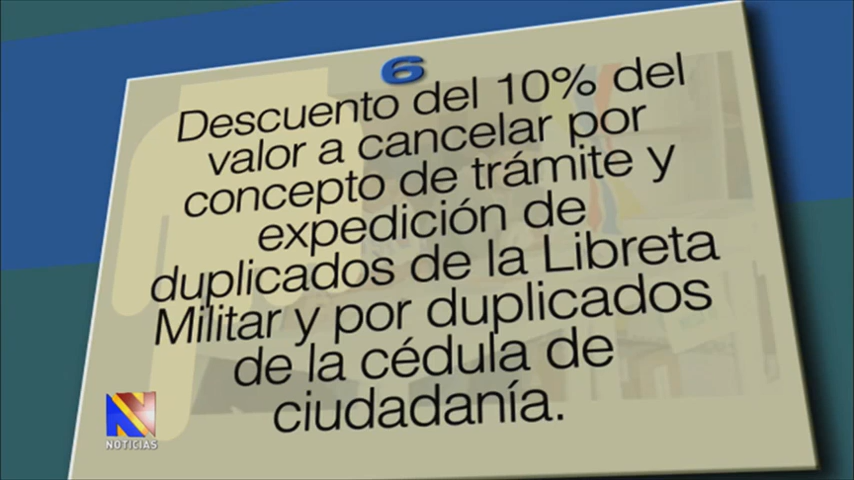 6
Descuento del 10% del
valor a cancelar por
concepto de trámite y
expedición de
duplicados de la Libreta
Militar y por duplicados
de la cédula de
ciudadanía.
N
NOTICIAS